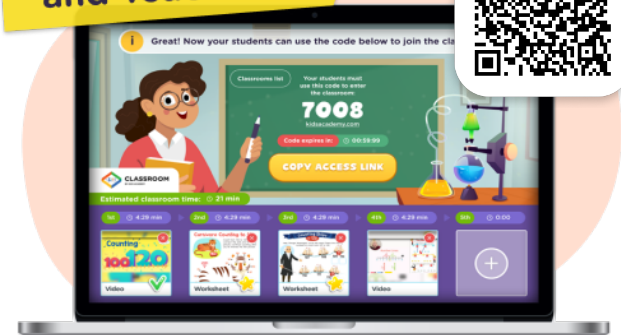 and
Great! Now your students can use the code below to join the cla
Classrooms list
Your students must
use this code to enter
the classroom:
7008
kidsacademy.com
Code expires in:
00:59:99
COPY ACCESS LINK
CLASSROOM
Estimated classroom time: 21 min
1st 4:29 min
2nd 4:29 min
3rd 4:29 min
4th 4:29 min
5th 0:00
Counting
100 120
Video
Worksheet
Worksheet
Video